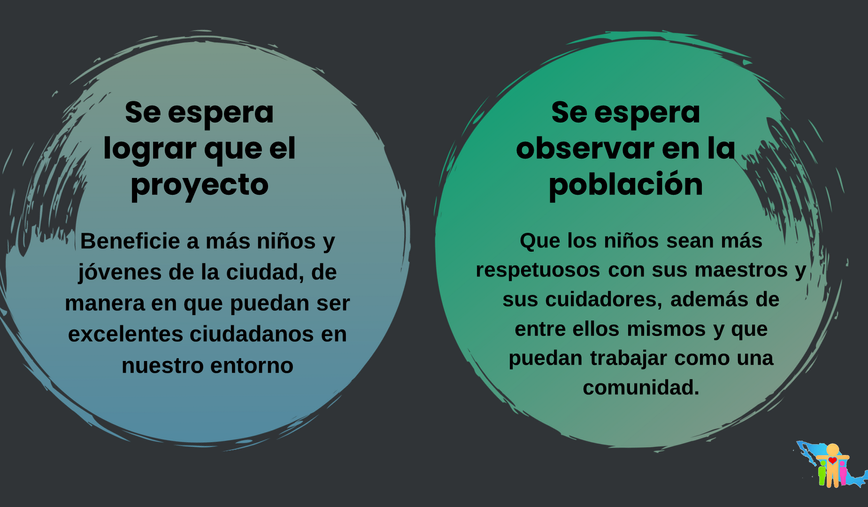 Se espera
lograr que el
proyecto
Beneficie a más niños y
jóvenes de la ciudad, de
manera en que puedan ser
excelentes ciudadanos en
nuestro entorno
Se espera
observar en la
población
Que los niños sean más
respetuosos con sus maestros y
sus cuidadores, además de
entre ellos mismos y que
puedan trabajar como una
comunidad.